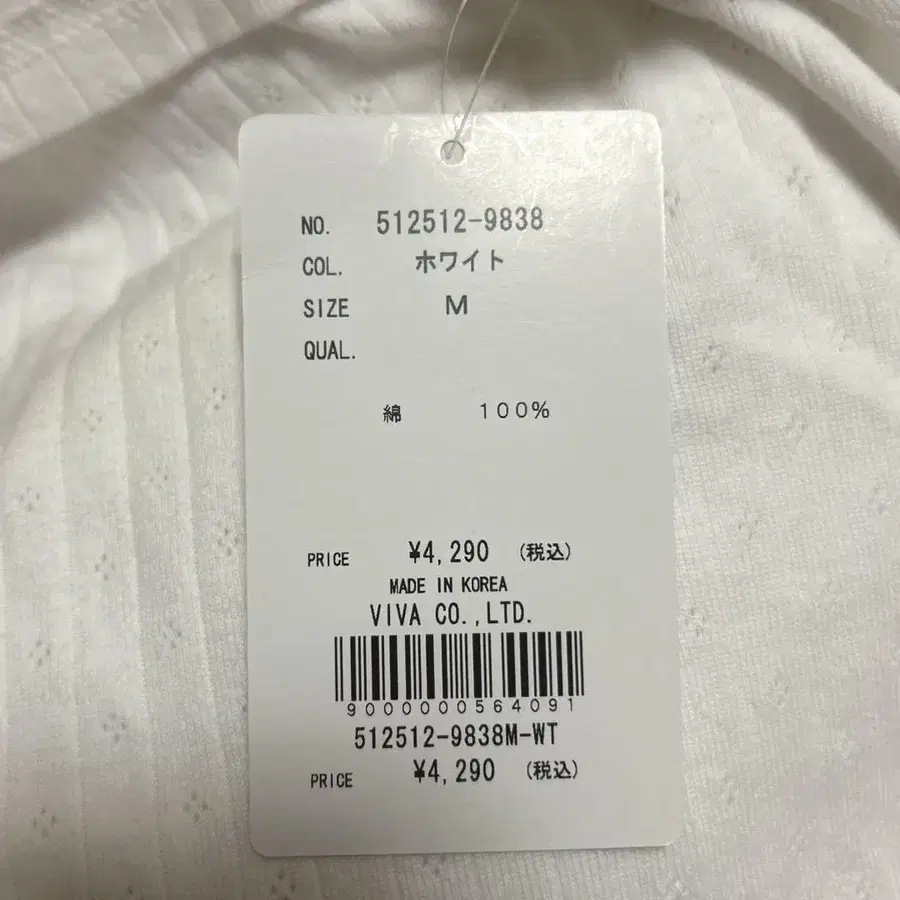 NO. 512512-9838
COL. ホワイト
SIZE M
QUAL.
綿 100%
PRICE ¥4,290 (税込)
MADE IN KOREA
VIVA CO.,LTD.
9000000564091
512512-9838M-WT
PRICE ¥4,290 (税込)